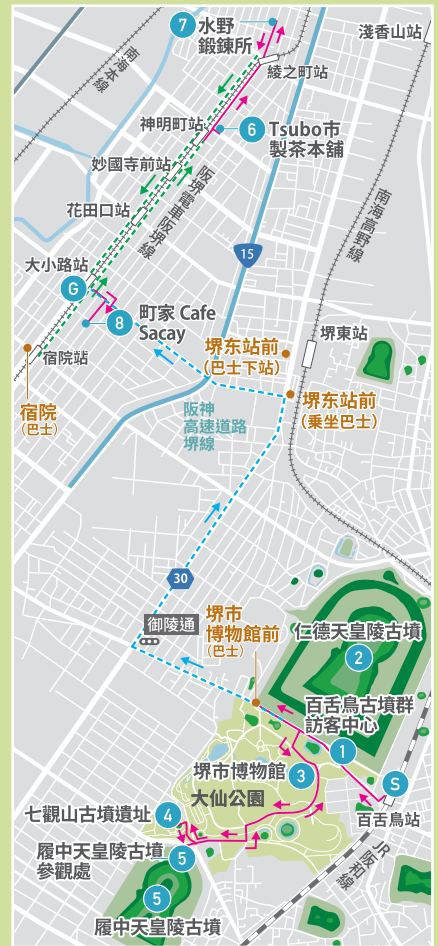 7
水野
鍛錬所
淺香山站
南海本線
綾之町站
神明町站
6
Tsubo市
製茶本舖
妙國寺前站
阪堺電車阪堺線
花田口站
南海高野線
15
大小路站
G
8
町家 Cafe
Sacay
堺東站
堺东站前
(巴士下站)
宿院站
宿院
(巴士)
堺东站前
(乘坐巴士)
阪神
高速道路
堺線
30
御陵通
堺市
博物館前
(巴士)
仁德天皇陵古墳
2
百舌鳥古墳群
訪客中心
1
堺市博物館
3
大仙公園
S
百舌鳥站
七觀山古墳遺址
4
JR阪和線
履中天皇陵古墳
參觀處
5
5
履中天皇陵古墳